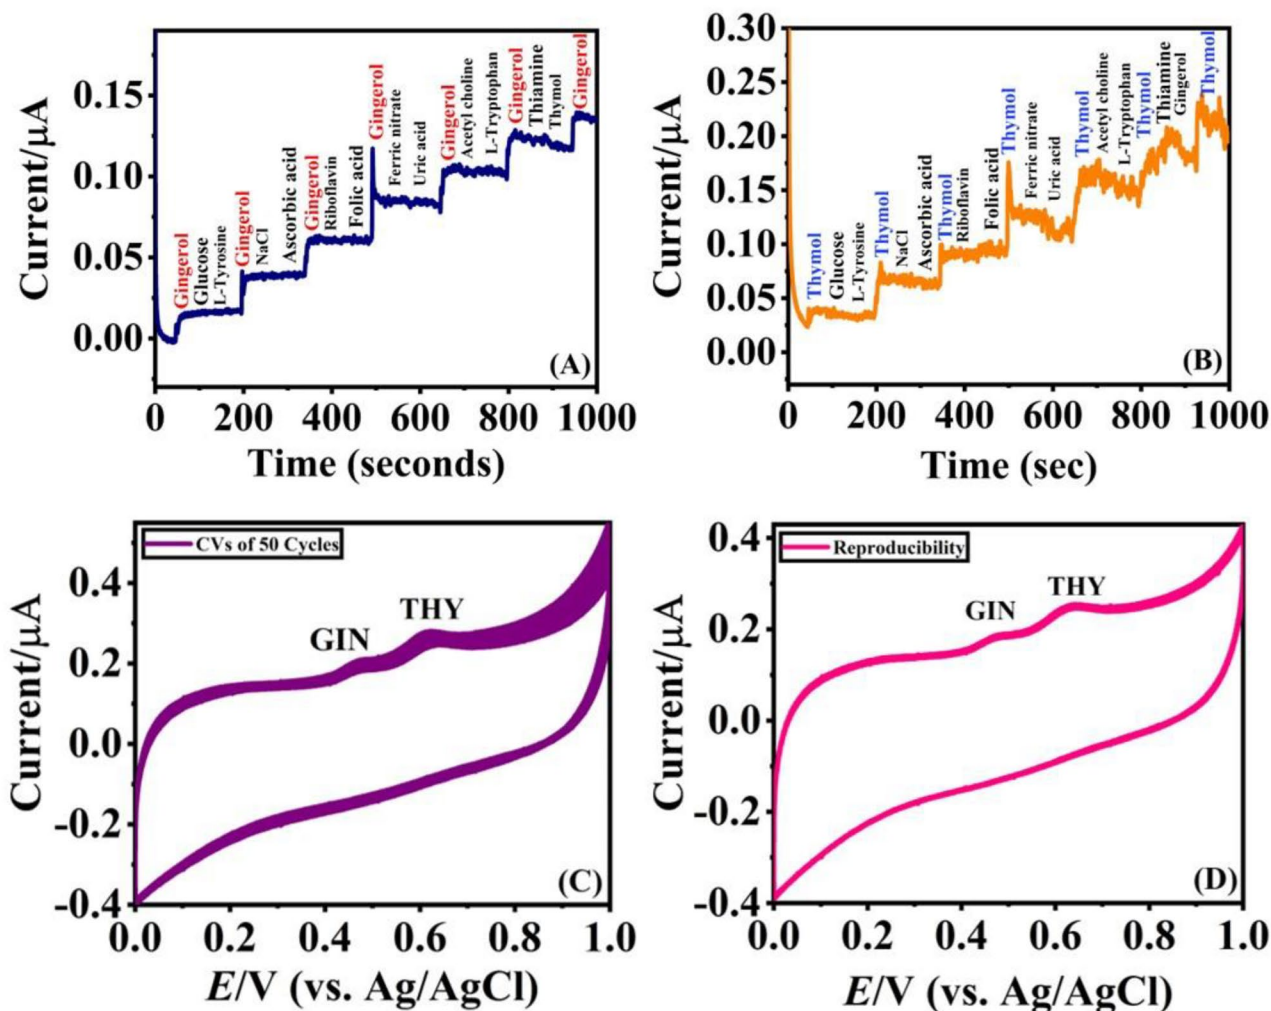 Current/μA
0.15
0.10
0.05
0.00
Gingerol
Glucose
L-Tyrosine
Gingerol
NaCl
Ascorbic acid
Gingerol
Riboflavin
Folic acid
Gingerol
Ferric nitrate
Uric acid
Gingerol
Acetyl choline
L-Tryptophan
Gingerol
Thiamine
Thymol
Gingerol
(A)
0 200 400 600 800 1000
Time (seconds)
Current/μA
0.30
0.25
0.20
0.15
0.10
0.05
0.00
Thymol
Glucose
L-Tyrosine
Thymol
NaCl
Ascorbic acid
Thymol
Riboflavin
Folic acid
Thymol
Ferric nitrate
Uric acid
Thymol
Acetyl choline
L-Tryptophan
Thymol
Thiamine
Gingerol
Thymol
(B)
0 200 400 600 800 1000
Time (sec)
Current/μA
0.4
0.2
0.0
-0.2
-0.4
CVs of 50 Cycles
GIN
THY
(C)
0.0 0.2 0.4 0.6 0.8 1.0
E/V (vs. Ag/AgCl)
Current/μA
0.4
0.2
0.0
-0.2
-0.4
Reproducibility
GIN
THY
(D)
0.0 0.2 0.4 0.6 0.8 1.0
E/V (vs. Ag/AgCl)